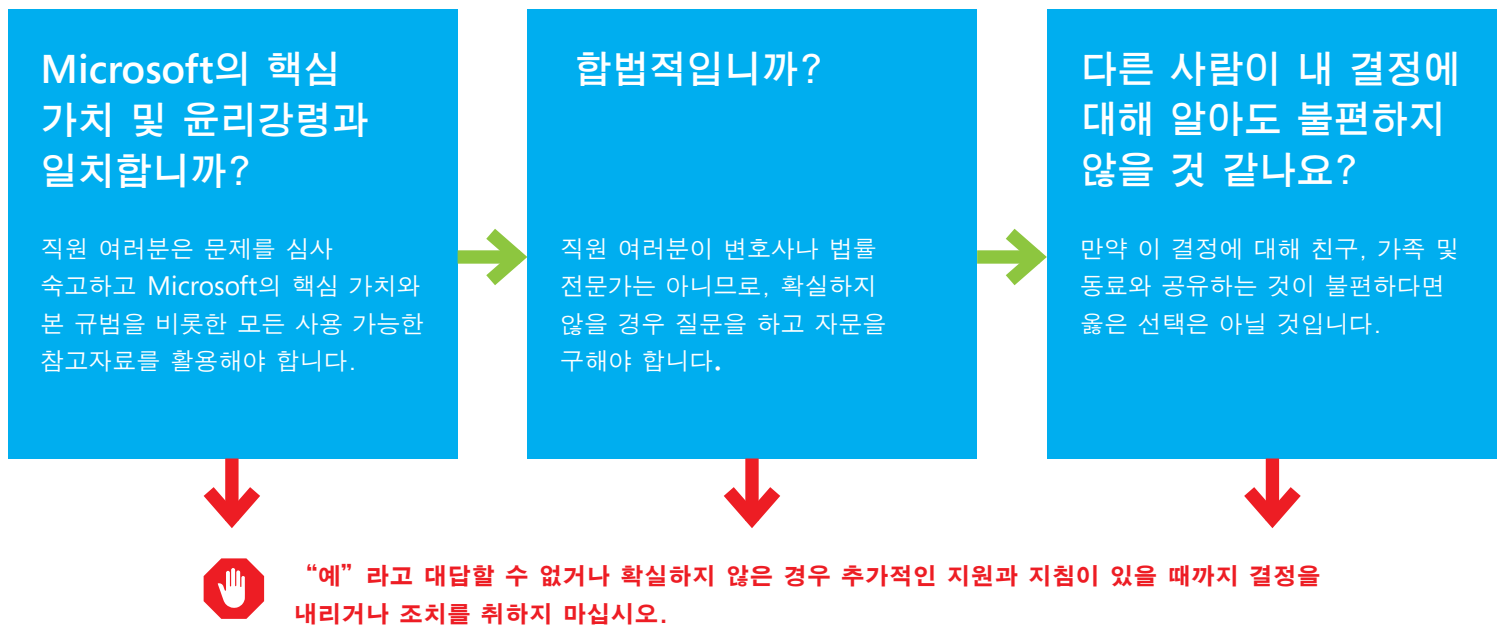 Microsoft의 핵심
가치 및 윤리강령과
일치합니까?
직원 여러분은 문제를 심사
숙고하고 Microsoft의 핵심 가치와
본 규범을 비롯한 모든 사용 가능한
참고자료를 활용해야 합니다.
합법적입니까?
직원 여러분이 변호사나 법률
전문가는 아니므로, 확실하지
않을 경우 질문을 하고 자문을
구해야 합니다.
다른 사람이 내 결정에
대해 알아도 불편하지
않을 것 같나요?
만약 이 결정에 대해 친구, 가족 및
동료와 공유하는 것이 불편하다면
옳은 선택은 아닐 것입니다.
“예”라고 대답할 수 없거나 확실하지 않은 경우 추가적인 지원과 지침이 있을 때까지 결정을
내리거나 조치를 취하지 마십시오.